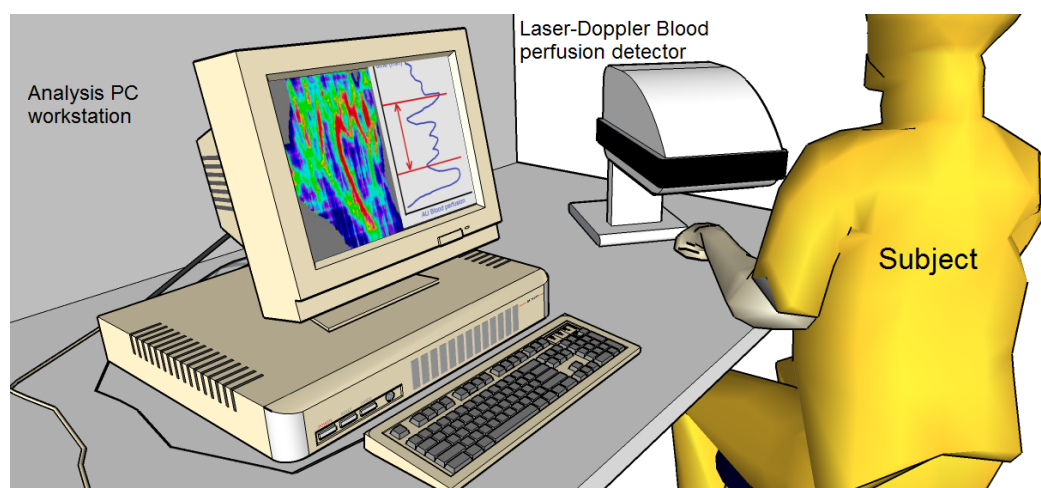 Laser-Doppler Blood
perfusion detector
Analysis PC
workstation
AU Blood perfusion
Subject